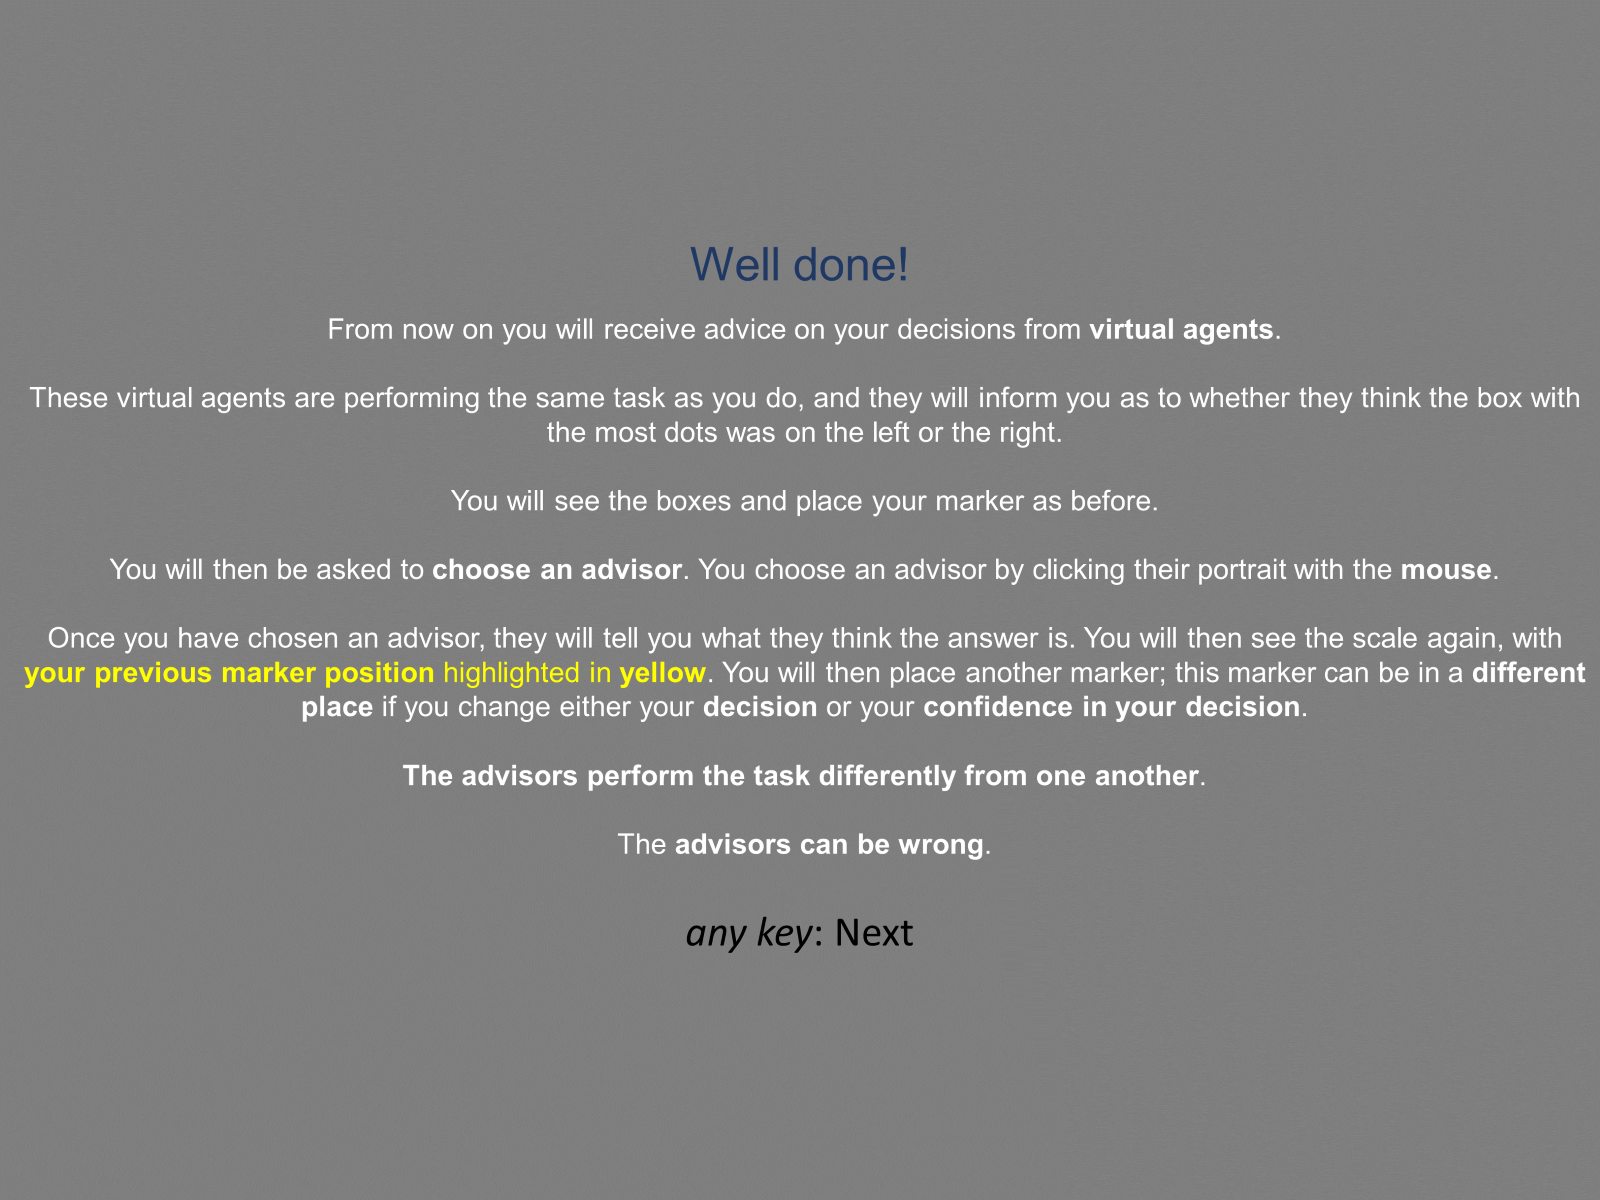 Well done!
From now on you will receive advice on your decisions from virtual agents.
These virtual agents are performing the same task as you do, and they will inform you as to whether they think the box with
the most dots was on the left or the right.
You will see the boxes and place your marker as before.
You will then be asked to choose an advisor. You choose an advisor by clicking their portrait with the mouse.
Once you have chosen an advisor, they will tell you what they think the answer is. You will then see the scale again, with
your previous marker position highlighted in yellow. You will then place another marker; this marker can be in a different
place if you change either your decision or your confidence in your decision.
The advisors perform the task differently from one another.
The advisors can be wrong.
any key: Next